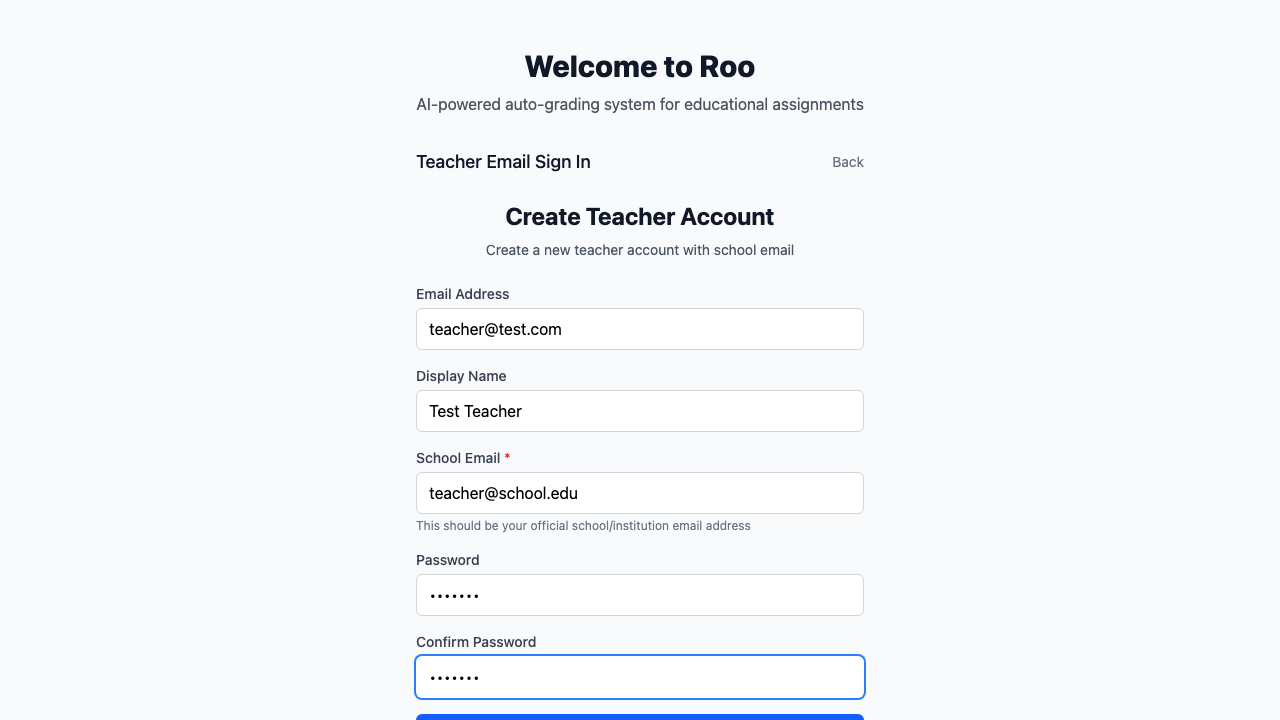 Welcome to Roo
AI-powered auto-grading system for educational assignments
Teacher Email Sign In
Back
Create Teacher Account
Create a new teacher account with school email
Email Address
teacher@test.com
Display Name
Test Teacher
School Email *
teacher@school.edu
This should be your official school/institution email address
Password
•••••••
Confirm Password
•••••••